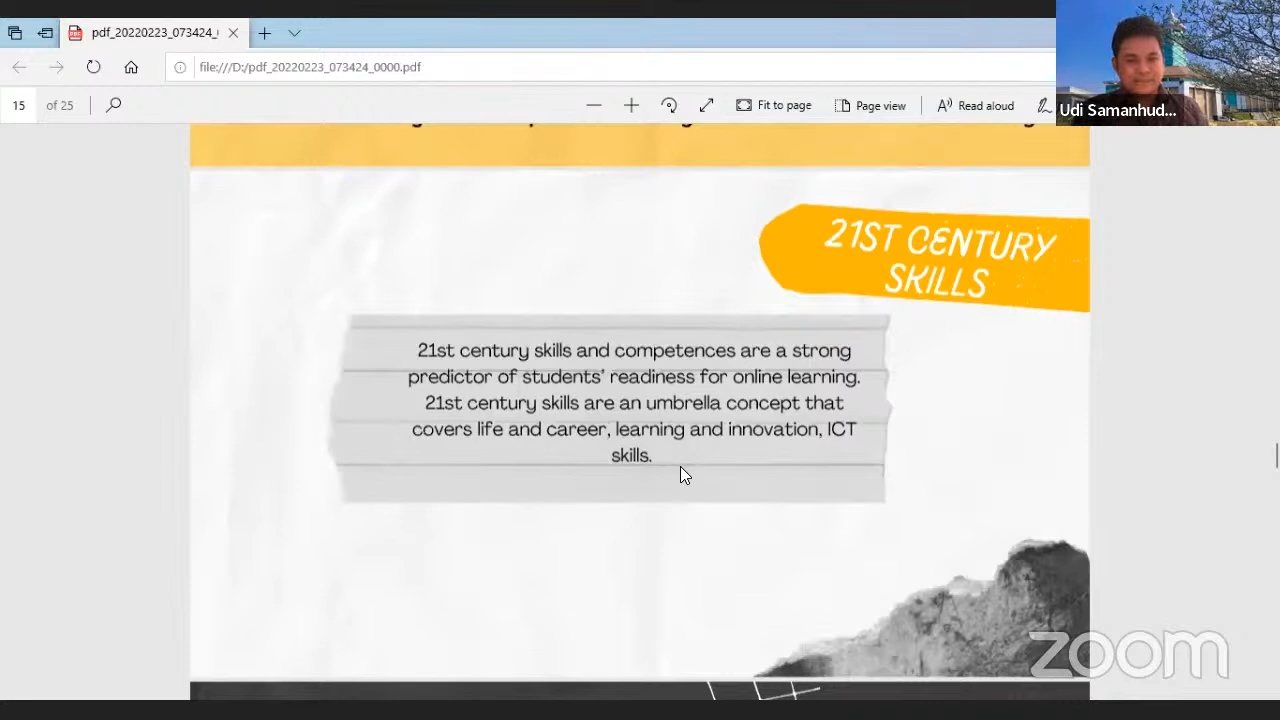 pdf_20220223_073424_
file:///D:/pdf_20220223_073424_0000.pdf
15 of 25
Fit to page
Page view
Read aloud
Udi Samanhud...
21ST CENTURY
SKILLS
21st century skills and competences are a strong
predictor of students' readiness for online learning.
21st century skills are an umbrella concept that
covers life and career, learning and innovation, ICT
skills.
zoom